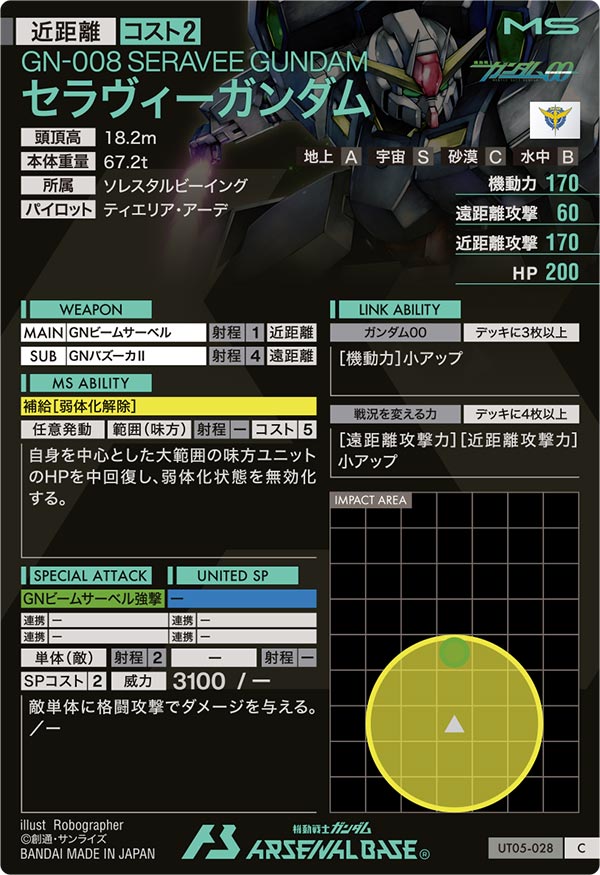 近距離 コスト2
MS
GN-008 SERAVEE GUNDAM
セラヴィーガンダム
ガンダム00
頭頂高 18.2m
本体重量 67.2t
所属 ソレスタルビーイング
パイロット ティエリア・アーデ
地上 A 宇宙 S 砂漠 C 水中 B
機動力 170
遠距離攻撃 60
近距離攻撃 170
HP 200
WEAPON
MAIN GNビームサーベル 射程 1 近距離
SUB GNバズーカⅡ 射程 4 遠距離
MS ABILITY
補給[弱体化解除]
任意発動 範囲(味方) 射程 ー コスト 5
自身を中心とした大範囲の味方ユニット
のHPを中回復し、弱体化状態を無効化
する。
LINK ABILITY
ガンダム00 デッキに3枚以上
[機動力]小アップ
戦況を変える力 デッキに4枚以上
[遠距離攻撃力][近距離攻撃力]
小アップ
SPECIAL ATTACK UNITED SP
GNビームサーベル強撃 ー
連携 ー 連携 ー
連携 ー 連携 ー
単体(敵) 射程 2 ー 射程 ー
SPコスト 2 威力 3100 / ー
敵単体に格闘攻撃でダメージを与える。
/ー
IMPACT AREA
illust Robographer
©創通・サンライズ
BANDAI MADE IN JAPAN
機動戦士ガンダム
ARSENAL BASE®
UT05-028 C